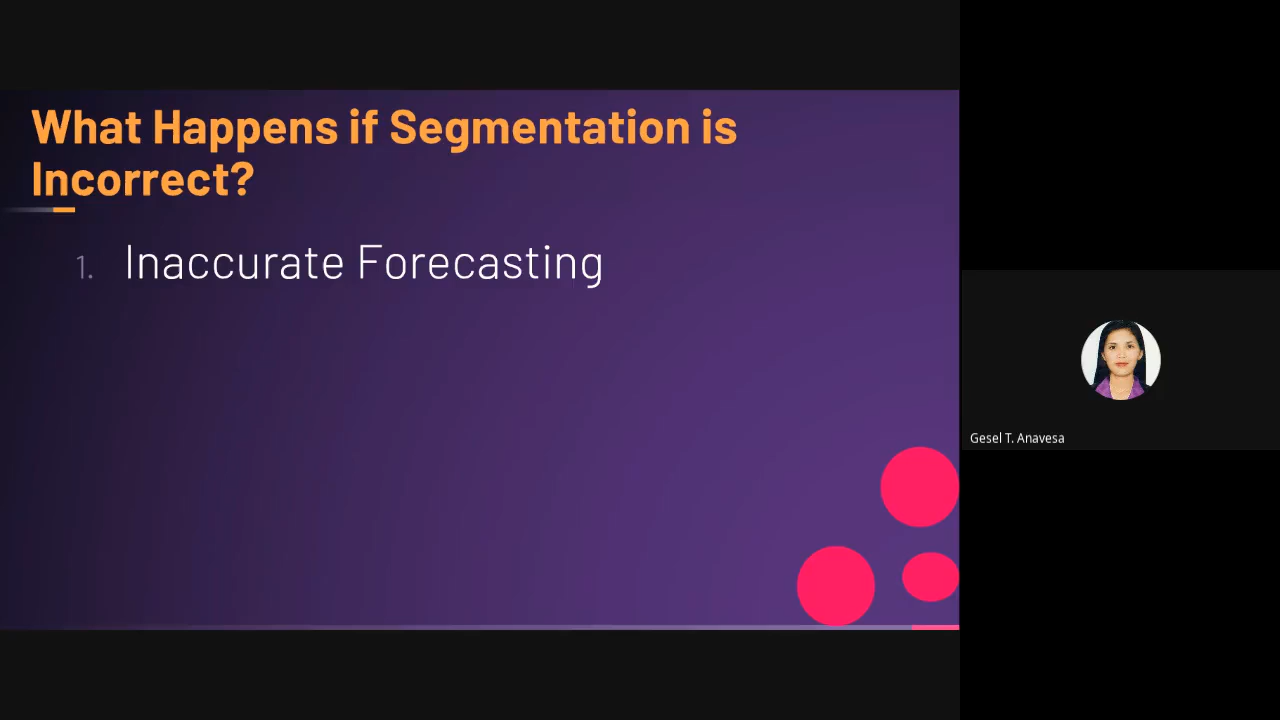 What Happens if Segmentation is
Incorrect?
1. Inaccurate Forecasting
Gesel T. Anavesa